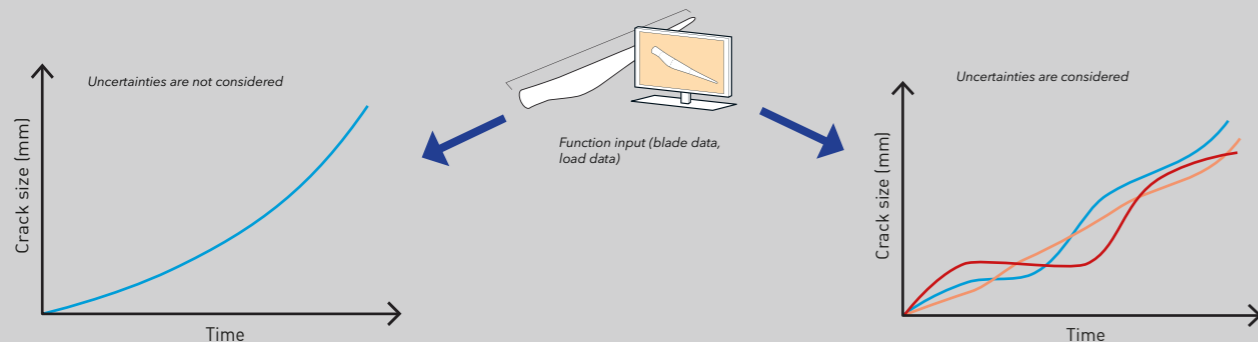 Uncertainties are not considered
Crack size (mm)
Time
Function input (blade data,
load data)
Uncertainties are considered
Crack size (mm)
Time